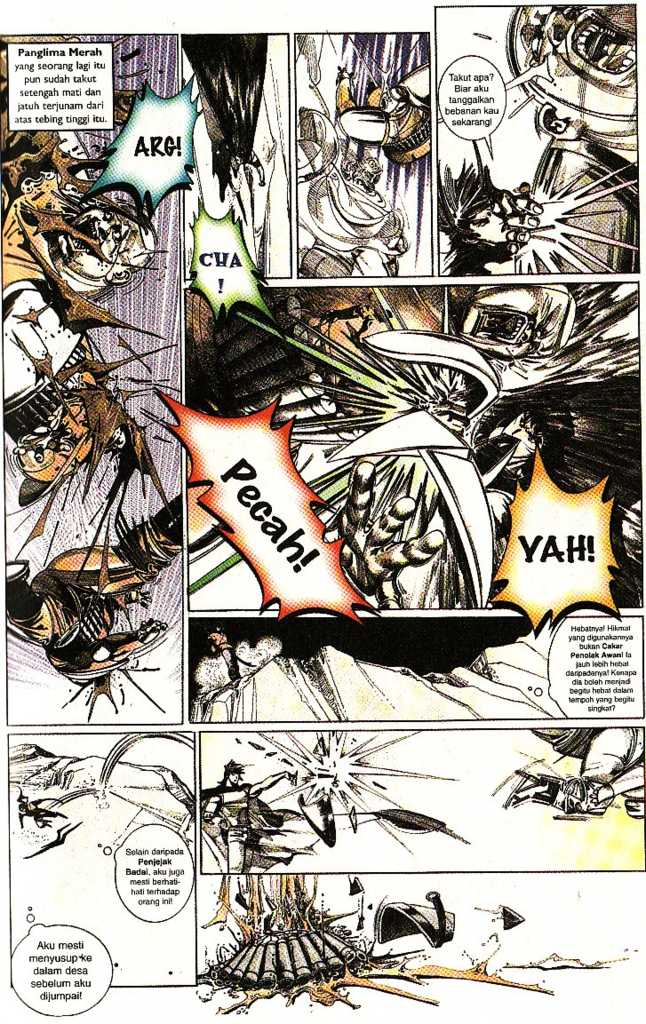 Panglima Merah
yang seorang lagi itu
pun sudah takut
setengah mati dan
jatuh terjunam dari
atas tebing tinggi itu.
ARG!
CHA
!
Takut apa?
Biar aku
tanggalkan
bebanan kau
sekarang!
Pecah!
YAH!
Hebatnya! Hikmat
yang digunakannya
bukan Cakar
Penolak Awan! Ia
jauh lebih hebat
daripadanya! Kenapa
dia boleh menjadi
begitu hebat dalam
tempoh yang begitu
singkat?
Selain daripada
Penjejak
Badai, aku juga
mesti berhati-
hati terhadap
orang ini!
Aku mesti
menyusup ke
dalam desa
sebelum aku
dijumpai!